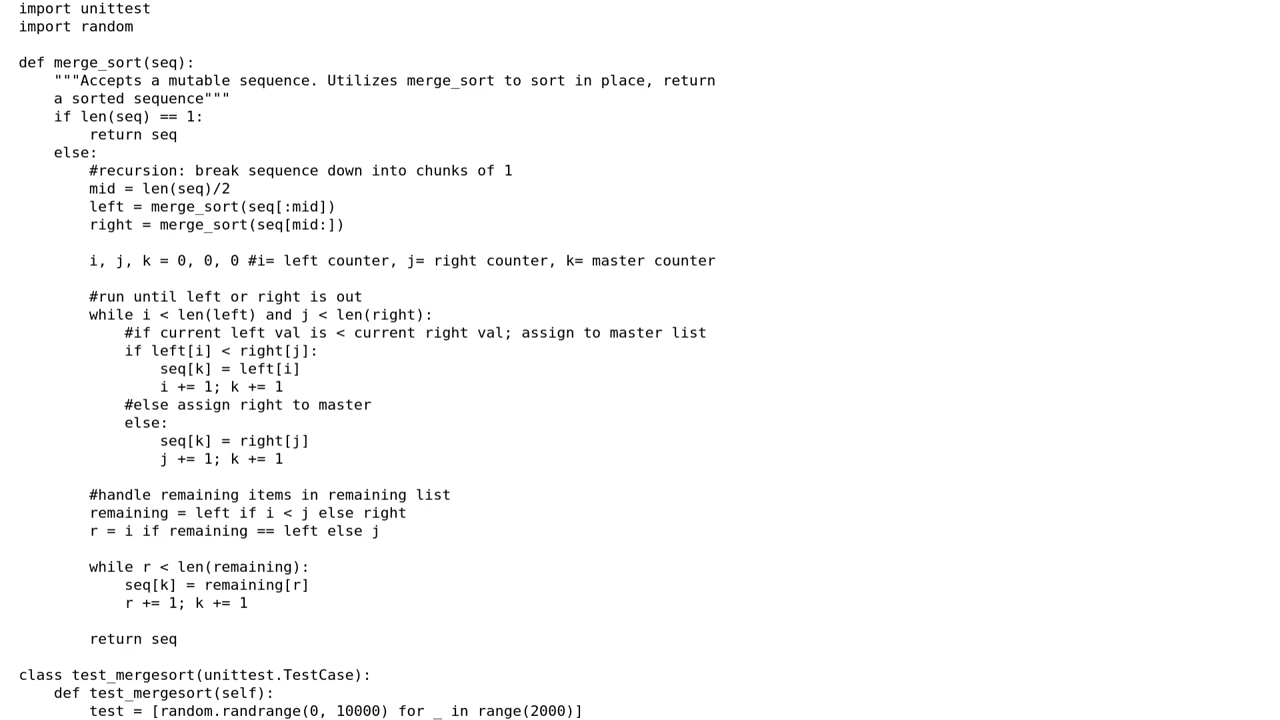 import unittest
import random
def merge_sort(seq):
    """Accepts a mutable sequence. Utilizes merge_sort to sort in place, return
    a sorted sequence"""
    if len(seq) == 1:
        return seq
    else:
        #recursion: break sequence down into chunks of 1
        mid = len(seq)/2
        left = merge_sort(seq[:mid])
        right = merge_sort(seq[mid:])
        i, j, k = 0, 0, 0 #i= left counter, j= right counter, k= master counter
        #run until left or right is out
        while i < len(left) and j < len(right):
            #if current left val is < current right val; assign to master list
            if left[i] < right[j]:
                seq[k] = left[i]
                i += 1; k += 1
            #else assign right to master
            else:
                seq[k] = right[j]
                j += 1; k += 1
        #handle remaining items in remaining list
        remaining = left if i < j else right
        r = i if remaining == left else j
        while r < len(remaining):
            seq[k] = remaining[r]
            r += 1; k += 1
        return seq
class test_mergesort(unittest.TestCase):
    def test_mergesort(self):
        test = [random.randrange(0, 10000) for _ in range(2000)]